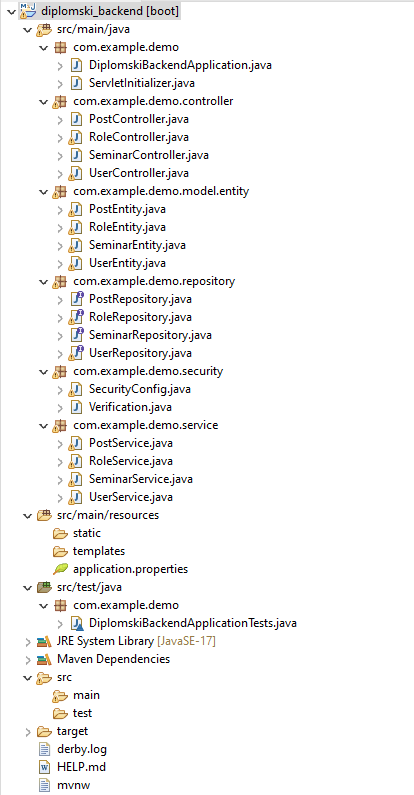 diplomski_backend [boot]
src/main/java
com.example.demo
DiplomskiBackendApplication.java
ServletInitializer.java
com.example.demo.controller
PostController.java
RoleController.java
SeminarController.java
UserController.java
com.example.demo.model.entity
PostEntity.java
RoleEntity.java
SeminarEntity.java
UserEntity.java
com.example.demo.repository
PostRepository.java
RoleRepository.java
SeminarRepository.java
UserRepository.java
com.example.demo.security
SecurityConfig.java
Verification.java
com.example.demo.service
PostService.java
RoleService.java
SeminarService.java
UserService.java
src/main/resources
static
templates
application.properties
src/test/java
com.example.demo
DiplomskiBackendApplicationTests.java
JRE System Library [JavaSE-17]
Maven Dependencies
src
main
test
target
derby.log
HELP.md
mvnw